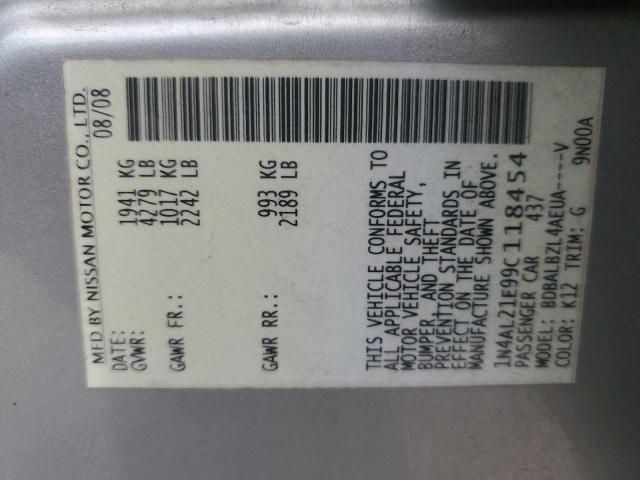 MFD BY NISSAN MOTOR CO., LTD.
08/08
GVWR: 1941 KG
4279 LB
GAWR FR.: 1017 KG
2242 LB
GAWR RR.: 993 KG
2189 LB
THIS VEHICLE CONFORMS TO
ALL APPLICABLE FEDERAL
MOTOR VEHICLE SAFETY,
BUMPER, AND THEFT
PREVENTION STANDARDS IN
EFFECT ON THE DATE OF
MANUFACTURE SHOWN ABOVE.
1N4AL21E99C118454
PASSENGER CAR 437
MODEL: BDBALBZL4AEUA----V
COLOR: K12 TRIM: G 9N00A